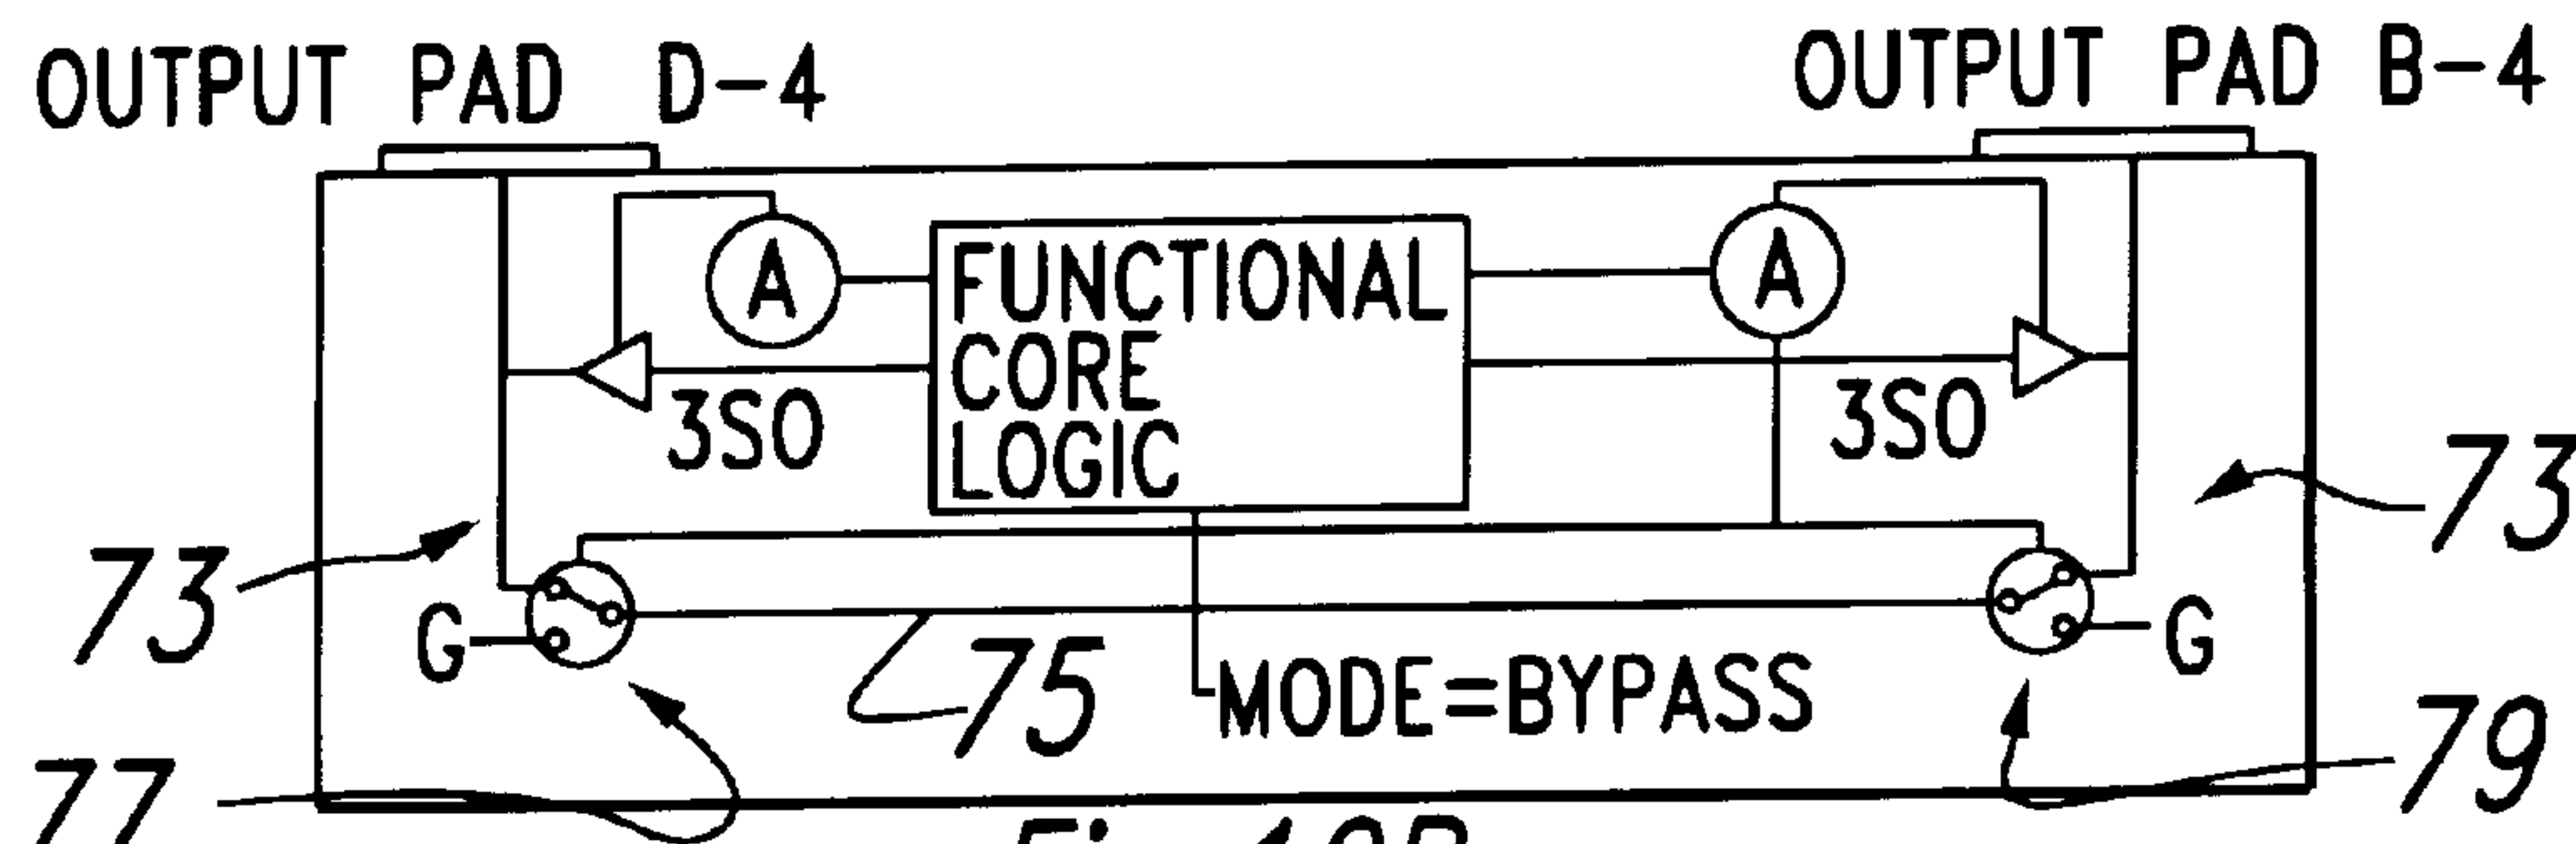 OUTPUT PAD D-4
OUTPUT PAD B-4
A
FUNCTIONAL
CORE
LOGIC
A
3SO
3SO
73
73
G
G
75
MODE=BYPASS
77
79